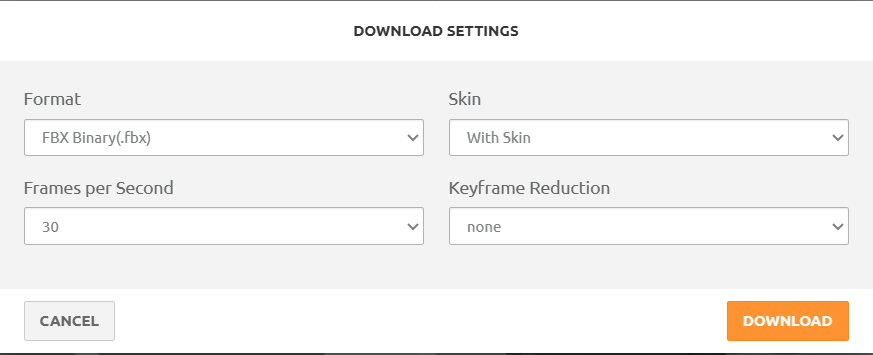 DOWNLOAD SETTINGS
Format
Skin
FBX Binary(.fbx)
With Skin
Frames per Second
Keyframe Reduction
30
none
CANCEL
DOWNLOAD